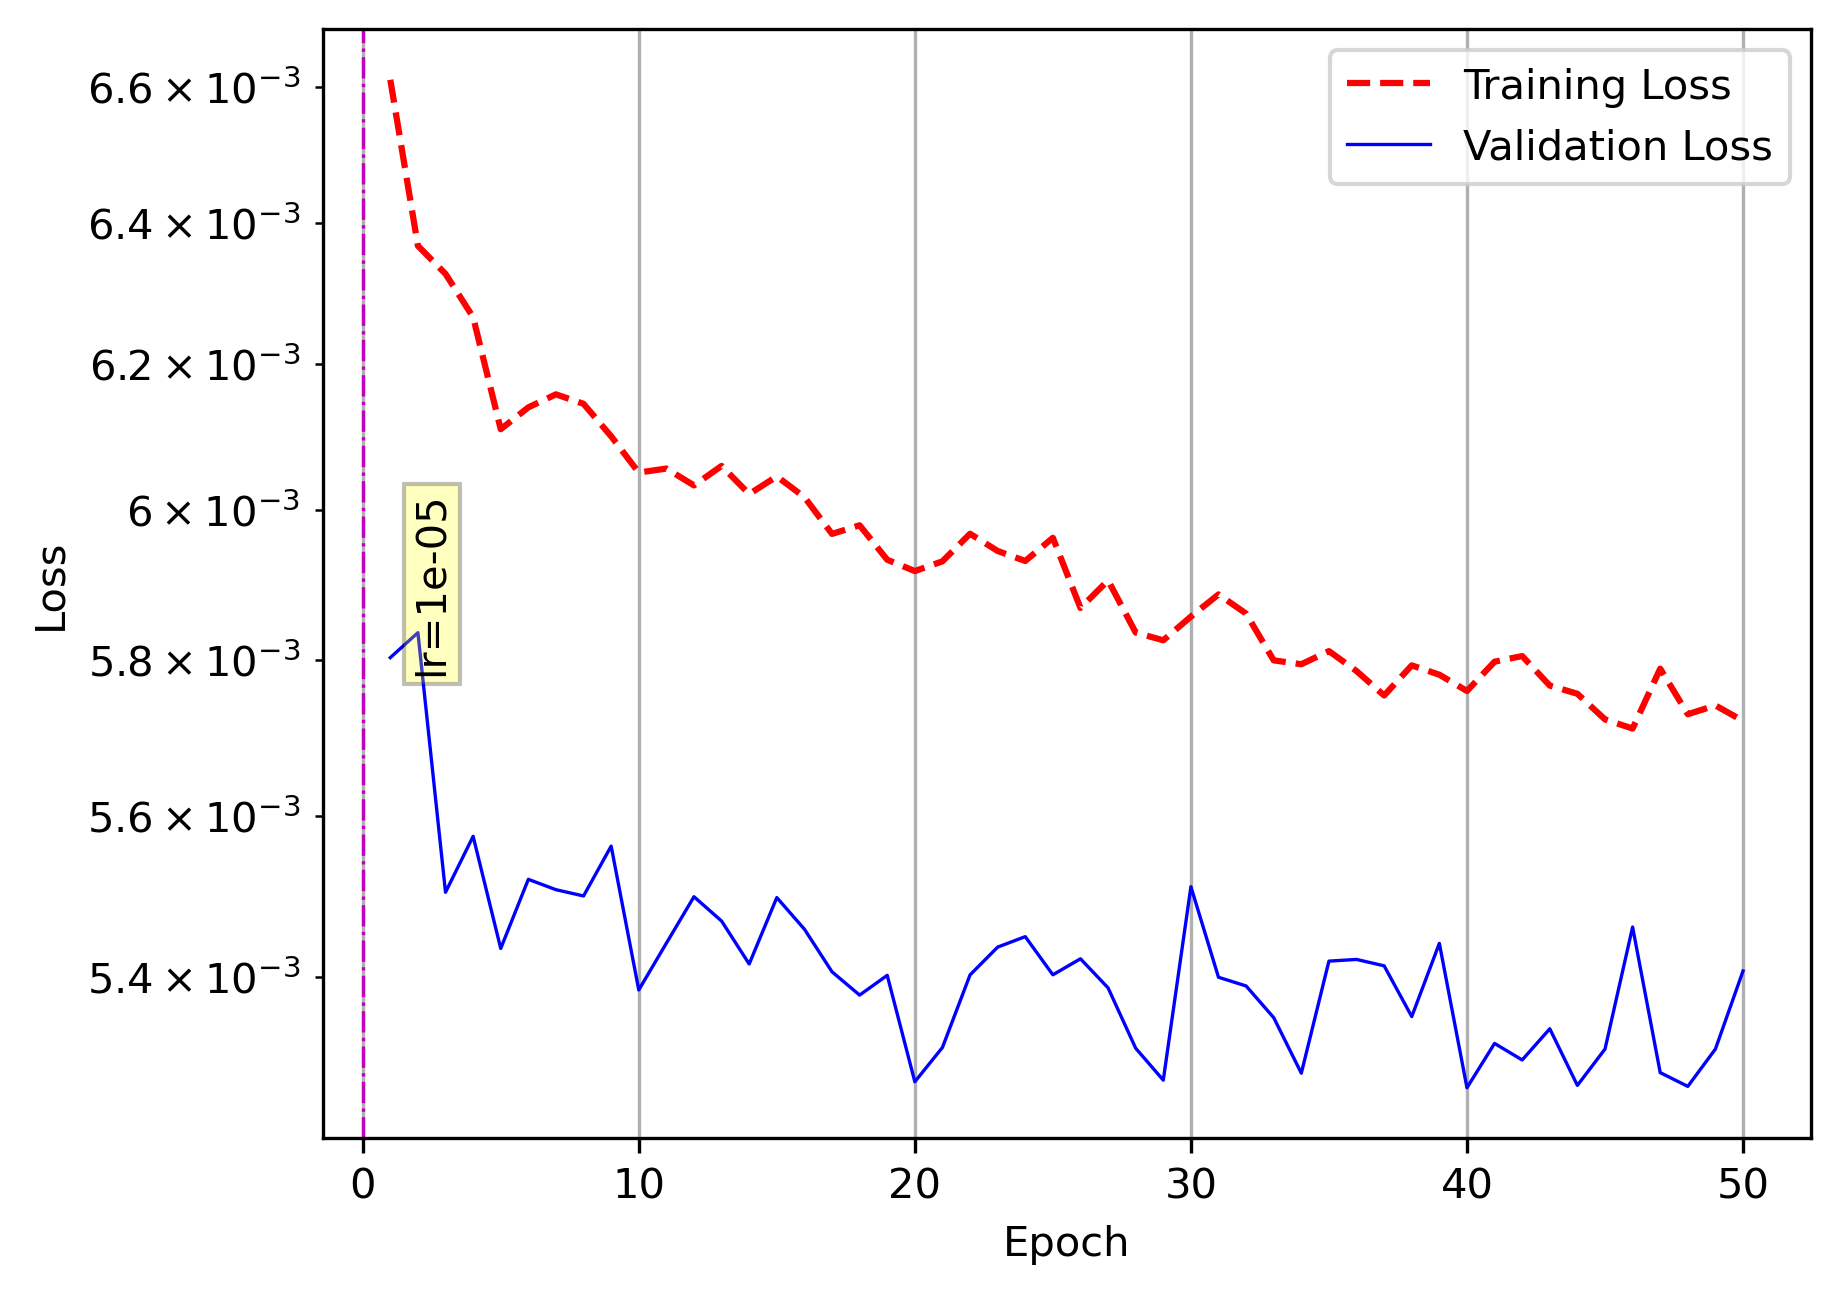 6.6 × 10⁻³
6.4 × 10⁻³
6.2 × 10⁻³
6 × 10⁻³
5.8 × 10⁻³
5.6 × 10⁻³
5.4 × 10⁻³
Loss
lr=1e-05
Training Loss
Validation Loss
0 10 20 30 40 50
Epoch